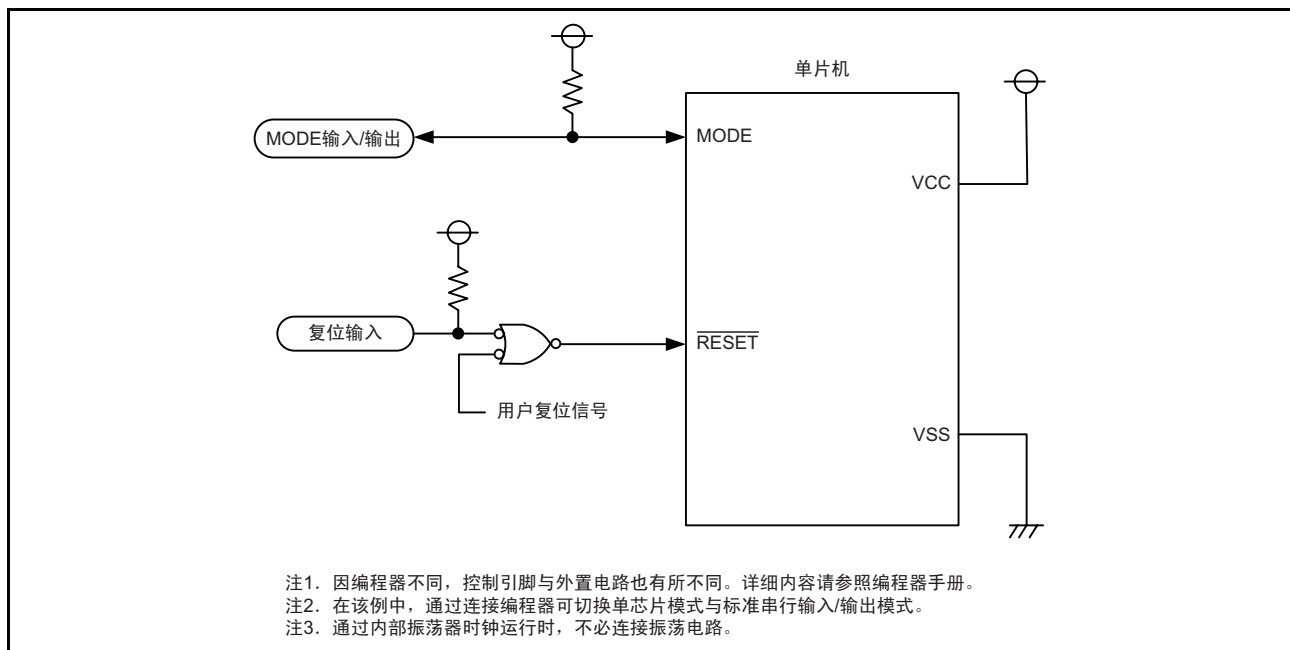 单片机
MODE输入/输出
MODE
VCC
复位输入
RESET
用户复位信号
VSS
注1. 因编程器不同，控制引脚与外置电路也有所不同。详细内容请参照编程器手册。
注2. 在该例中，通过连接编程器可切换单芯片模式与标准串行输入/输出模式。
注3. 通过内部振荡器时钟运行时，不必连接振荡电路。